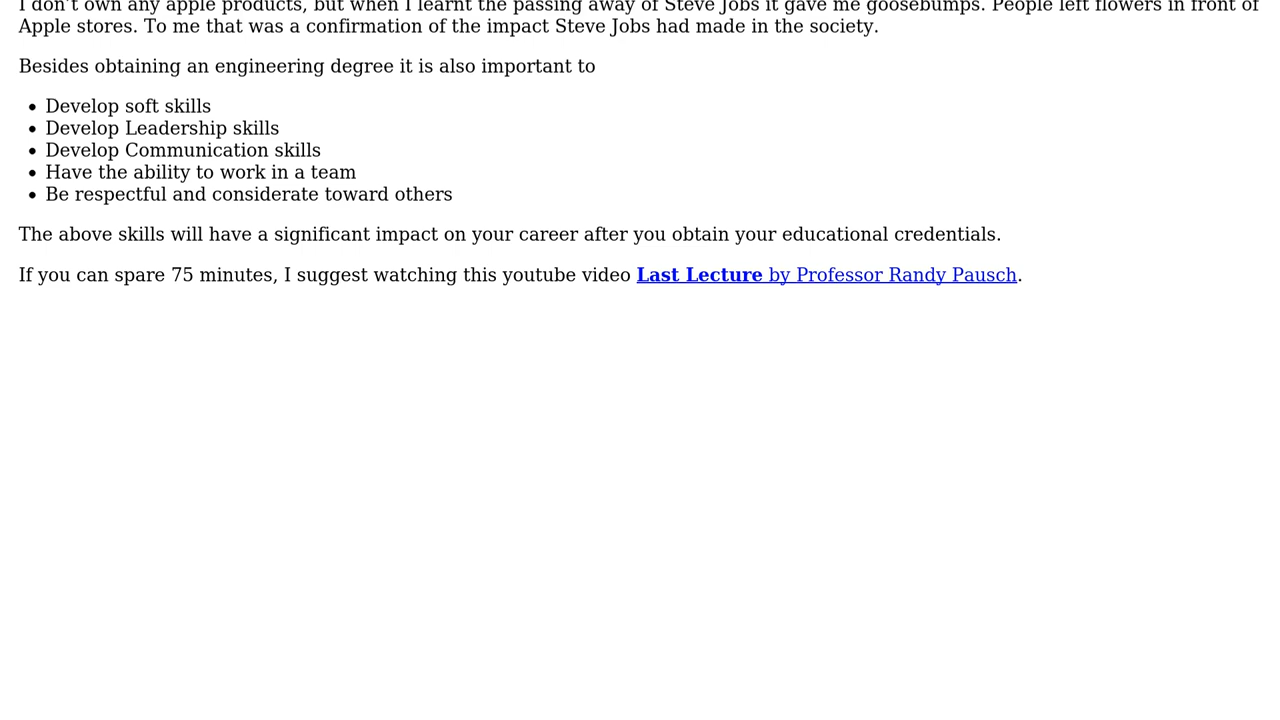 I don't own any apple products, but when I learnt the passing away of Steve Jobs it gave me goosebumps. People left flowers in front of
Apple stores. To me that was a confirmation of the impact Steve Jobs had made in the society.
Besides obtaining an engineering degree it is also important to
• Develop soft skills
• Develop Leadership skills
• Develop Communication skills
• Have the ability to work in a team
• Be respectful and considerate toward others
The above skills will have a significant impact on your career after you obtain your educational credentials.
If you can spare 75 minutes, I suggest watching this youtube video Last Lecture by Professor Randy Pausch.